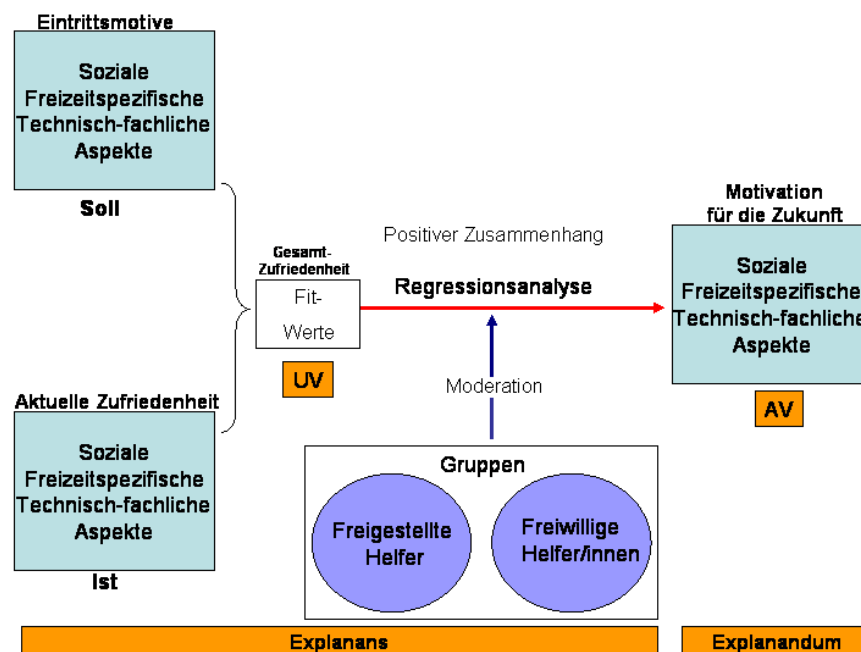 Eintrittsmotive
Soziale
Freizeitspezifische
Technisch-fachliche
Aspekte
Soll
Aktuelle Zufriedenheit
Soziale
Freizeitspezifische
Technisch-fachliche
Aspekte
Ist
Gesamt-
Zufriedenheit
Fit-
Werte
UV
Positiver Zusammenhang
Regressionsanalyse
Moderation
Gruppen
Freigestellte
Helfer
Freiwillige
Helfer/innen
Motivation
für die Zukunft
Soziale
Freizeitspezifische
Technisch-fachliche
Aspekte
AV
Explanans
Explanandum